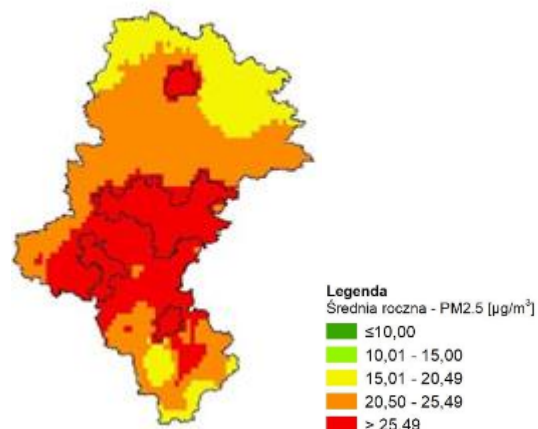 Legenda
Średnia roczna - PM2.5 [µg/m³]
≤10,00
10,01 - 15,00
15,01 - 20,49
20,50 - 25,49
> 25,49